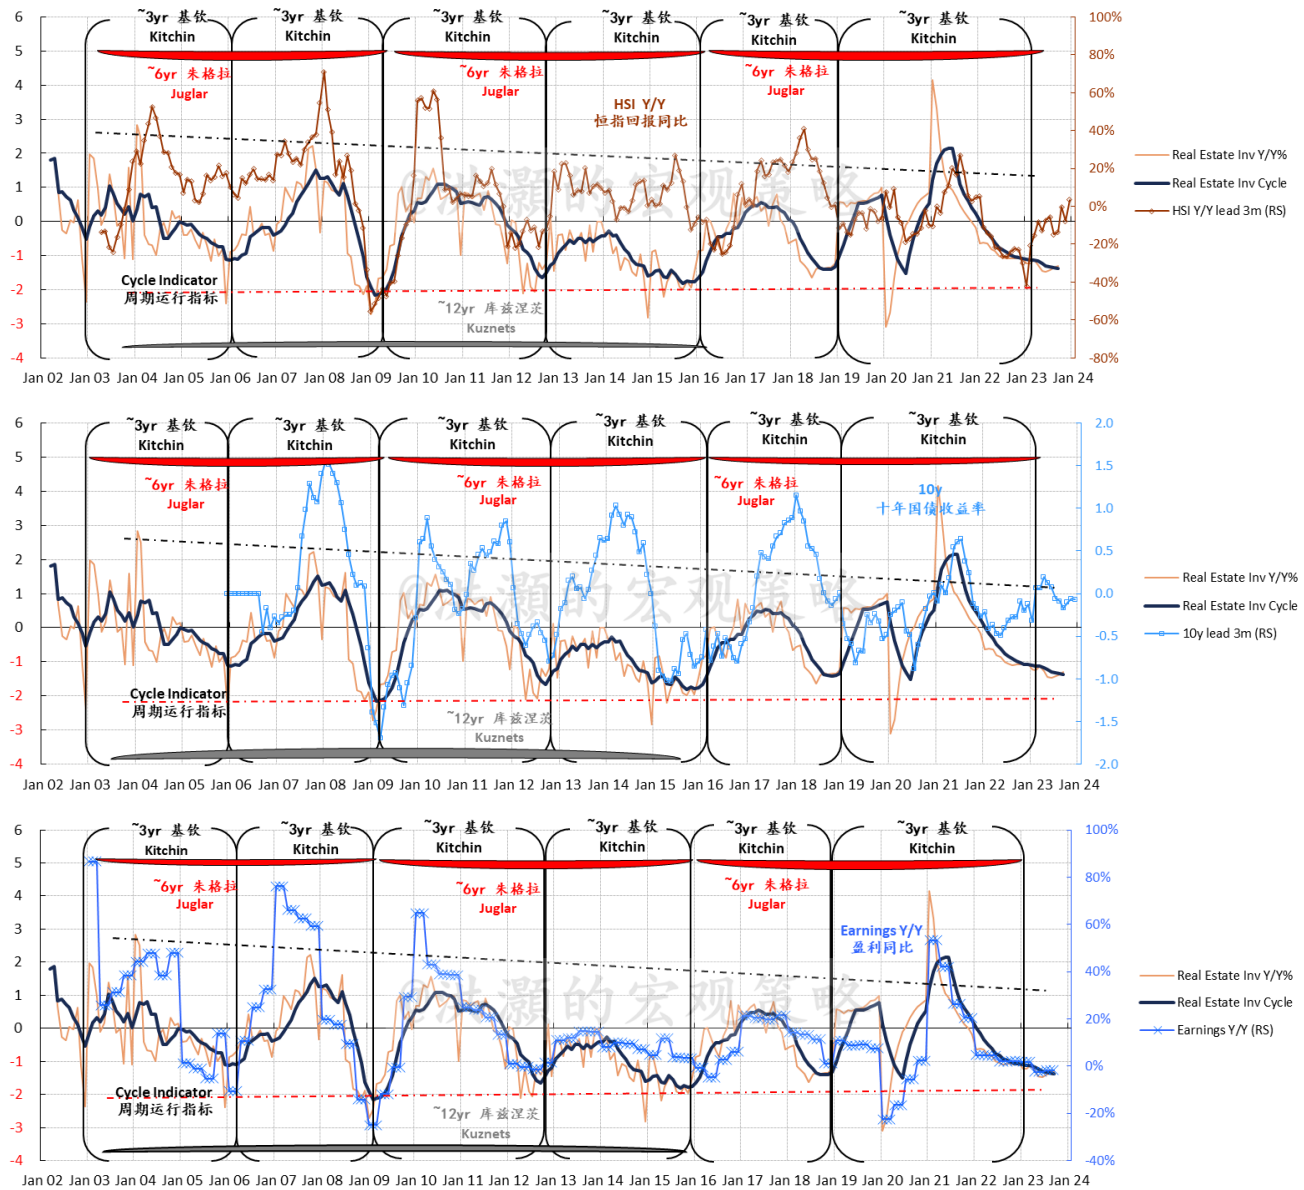 ~3yr 基钦 ~3yr 基钦 ~3yr 基钦 ~3yr 基钦 ~3yr 基钦 ~3yr 基钦
Kitchin Kitchin Kitchin Kitchin Kitchin Kitchin
~6yr 朱格拉 ~6yr 朱格拉 ~6yr 朱格拉
Juglar Juglar Juglar
HSI Y/Y
恒指回报同比
6
5
4
3
2
1
0
-1
-2
-3
-4
100%
80%
60%
40%
20%
0%
-20%
-40%
-60%
-80%
@洪灝的宏观策略
Cycle Indicator
周期运行指标
~12yr 库兹涅茨
Kuznets
Jan 02 Jan 03 Jan 04 Jan 05 Jan 06 Jan 07 Jan 08 Jan 09 Jan 10 Jan 11 Jan 12 Jan 13 Jan 14 Jan 15 Jan 16 Jan 17 Jan 18 Jan 19 Jan 20 Jan 21 Jan 22 Jan 23 Jan 24
Real Estate Inv Y/Y%
Real Estate Inv Cycle
HSI Y/Y lead 3m (RS)
~3yr 基钦 ~3yr 基钦 ~3yr 基钦 ~3yr 基钦 ~3yr 基钦 ~3yr 基钦
Kitchin Kitchin Kitchin Kitchin Kitchin Kitchin
~6yr 朱格拉 ~6yr 朱格拉 ~6yr 朱格拉
Juglar Juglar Juglar
10y
十年国债收益率
6
5
4
3
2
1
0
-1
-2
-3
-4
2.0
1.5
1.0
0.5
0.0
-0.5
-1.0
-1.5
-2.0
@洪灝的宏观策略
Cycle Indicator
周期运行指标
~12yr 库兹涅茨
Kuznets
Jan 02 Jan 03 Jan 04 Jan 05 Jan 06 Jan 07 Jan 08 Jan 09 Jan 10 Jan 11 Jan 12 Jan 13 Jan 14 Jan 15 Jan 16 Jan 17 Jan 18 Jan 19 Jan 20 Jan 21 Jan 22 Jan 23 Jan 24
Real Estate Inv Y/Y%
Real Estate Inv Cycle
10y lead 3m (RS)
~3yr 基钦 ~3yr 基钦 ~3yr 基钦 ~3yr 基钦 ~3yr 基钦 ~3yr 基钦
Kitchin Kitchin Kitchin Kitchin Kitchin Kitchin
~6yr 朱格拉 ~6yr 朱格拉 ~6yr 朱格拉
Juglar Juglar Juglar
Earnings Y/Y
盈利同比
6
5
4
3
2
1
0
-1
-2
-3
-4
100%
80%
60%
40%
20%
0%
-20%
-40%
@洪灝的宏观策略
Cycle Indicator
周期运行指标
~12yr 库兹涅茨
Kuznets
Jan 02 Jan 03 Jan 04 Jan 05 Jan 06 Jan 07 Jan 08 Jan 09 Jan 10 Jan 11 Jan 12 Jan 13 Jan 14 Jan 15 Jan 16 Jan 17 Jan 18 Jan 19 Jan 20 Jan 21 Jan 22 Jan 23 Jan 24
Real Estate Inv Y/Y%
Real Estate Inv Cycle
Earnings Y/Y (RS)